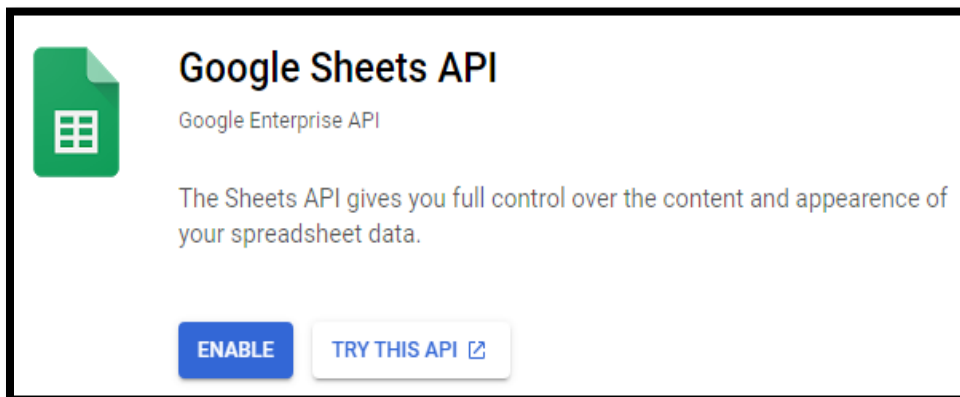 Google Sheets API
Google Enterprise API
The Sheets API gives you full control over the content and appearence of
your spreadsheet data.
ENABLE
TRY THIS API